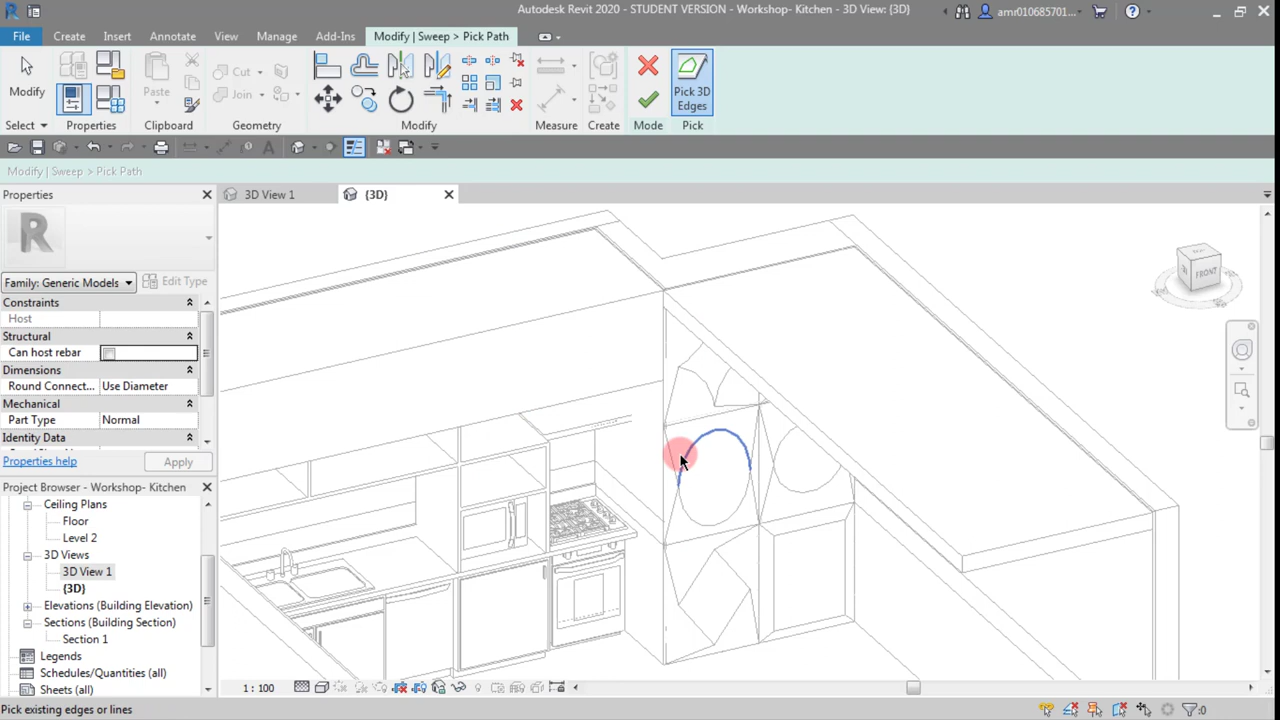 Autodesk Revit 2020 - STUDENT VERSION - Workshop- Kitchen - 3D View: {3D}
amr010685701...
File Create Insert Annotate View Manage Add-Ins Modify | Sweep > Pick Path
Modify
Paste
Cut
Join
Pick 3D
Edges
Select Properties Clipboard Geometry Modify Measure Create Mode Pick
Modify | Sweep > Pick Path
Properties
3D View 1
{3D}
Family: Generic Models
Edit Type
Constraints
Host
Structural
Can host rebar
Dimensions
Round Connect... Use Diameter
Mechanical
Part Type Normal
Identity Data
Properties help
Apply
Project Browser - Workshop- Kitchen
Ceiling Plans
Floor
Level 2
3D Views
3D View 1
{3D}
Elevations (Building Elevation)
Sections (Building Section)
Section 1
Legends
Schedules/Quantities (all)
Sheets (all)
FRONT
1 : 100
Pick existing edges or lines
:0